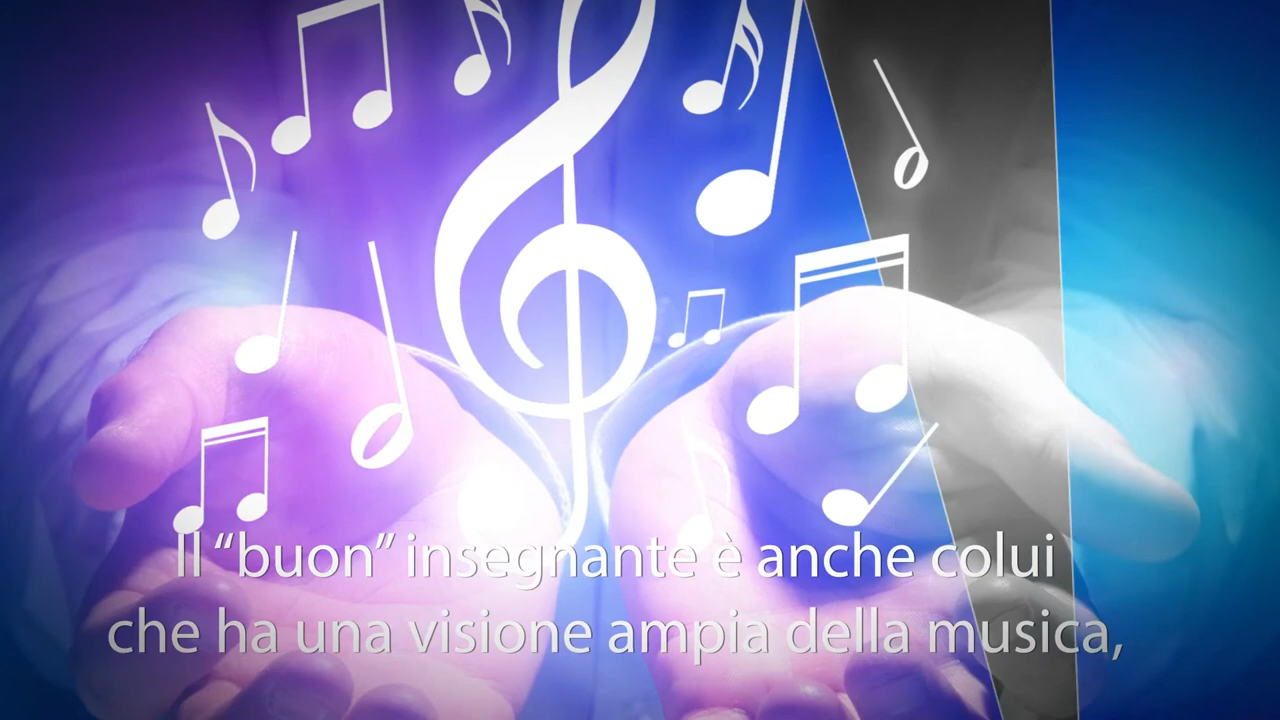 Il “buon” insegnante è anche colui
che ha una visione ampia della musica,